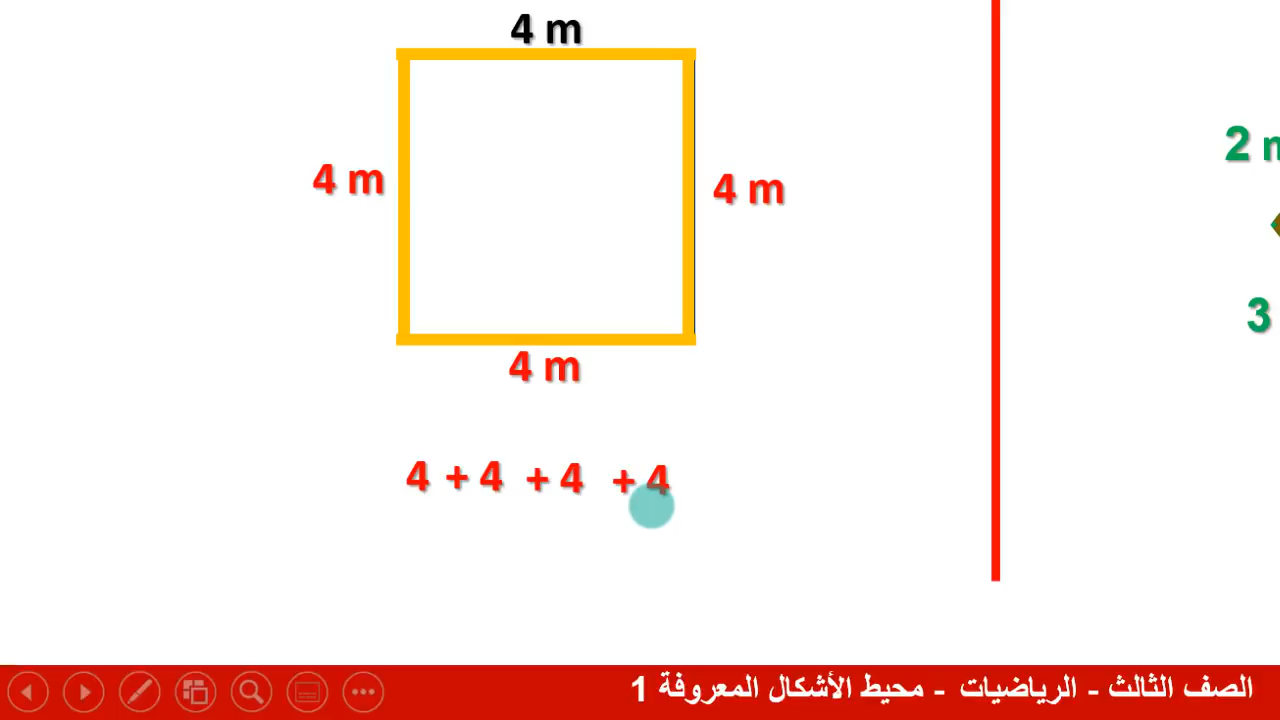 4 m
4 m
4 m
2
4 m
3
4 + 4 + 4 + 4
الصف الثالث - الرياضيات - محيط الأشكال المعروفة 1